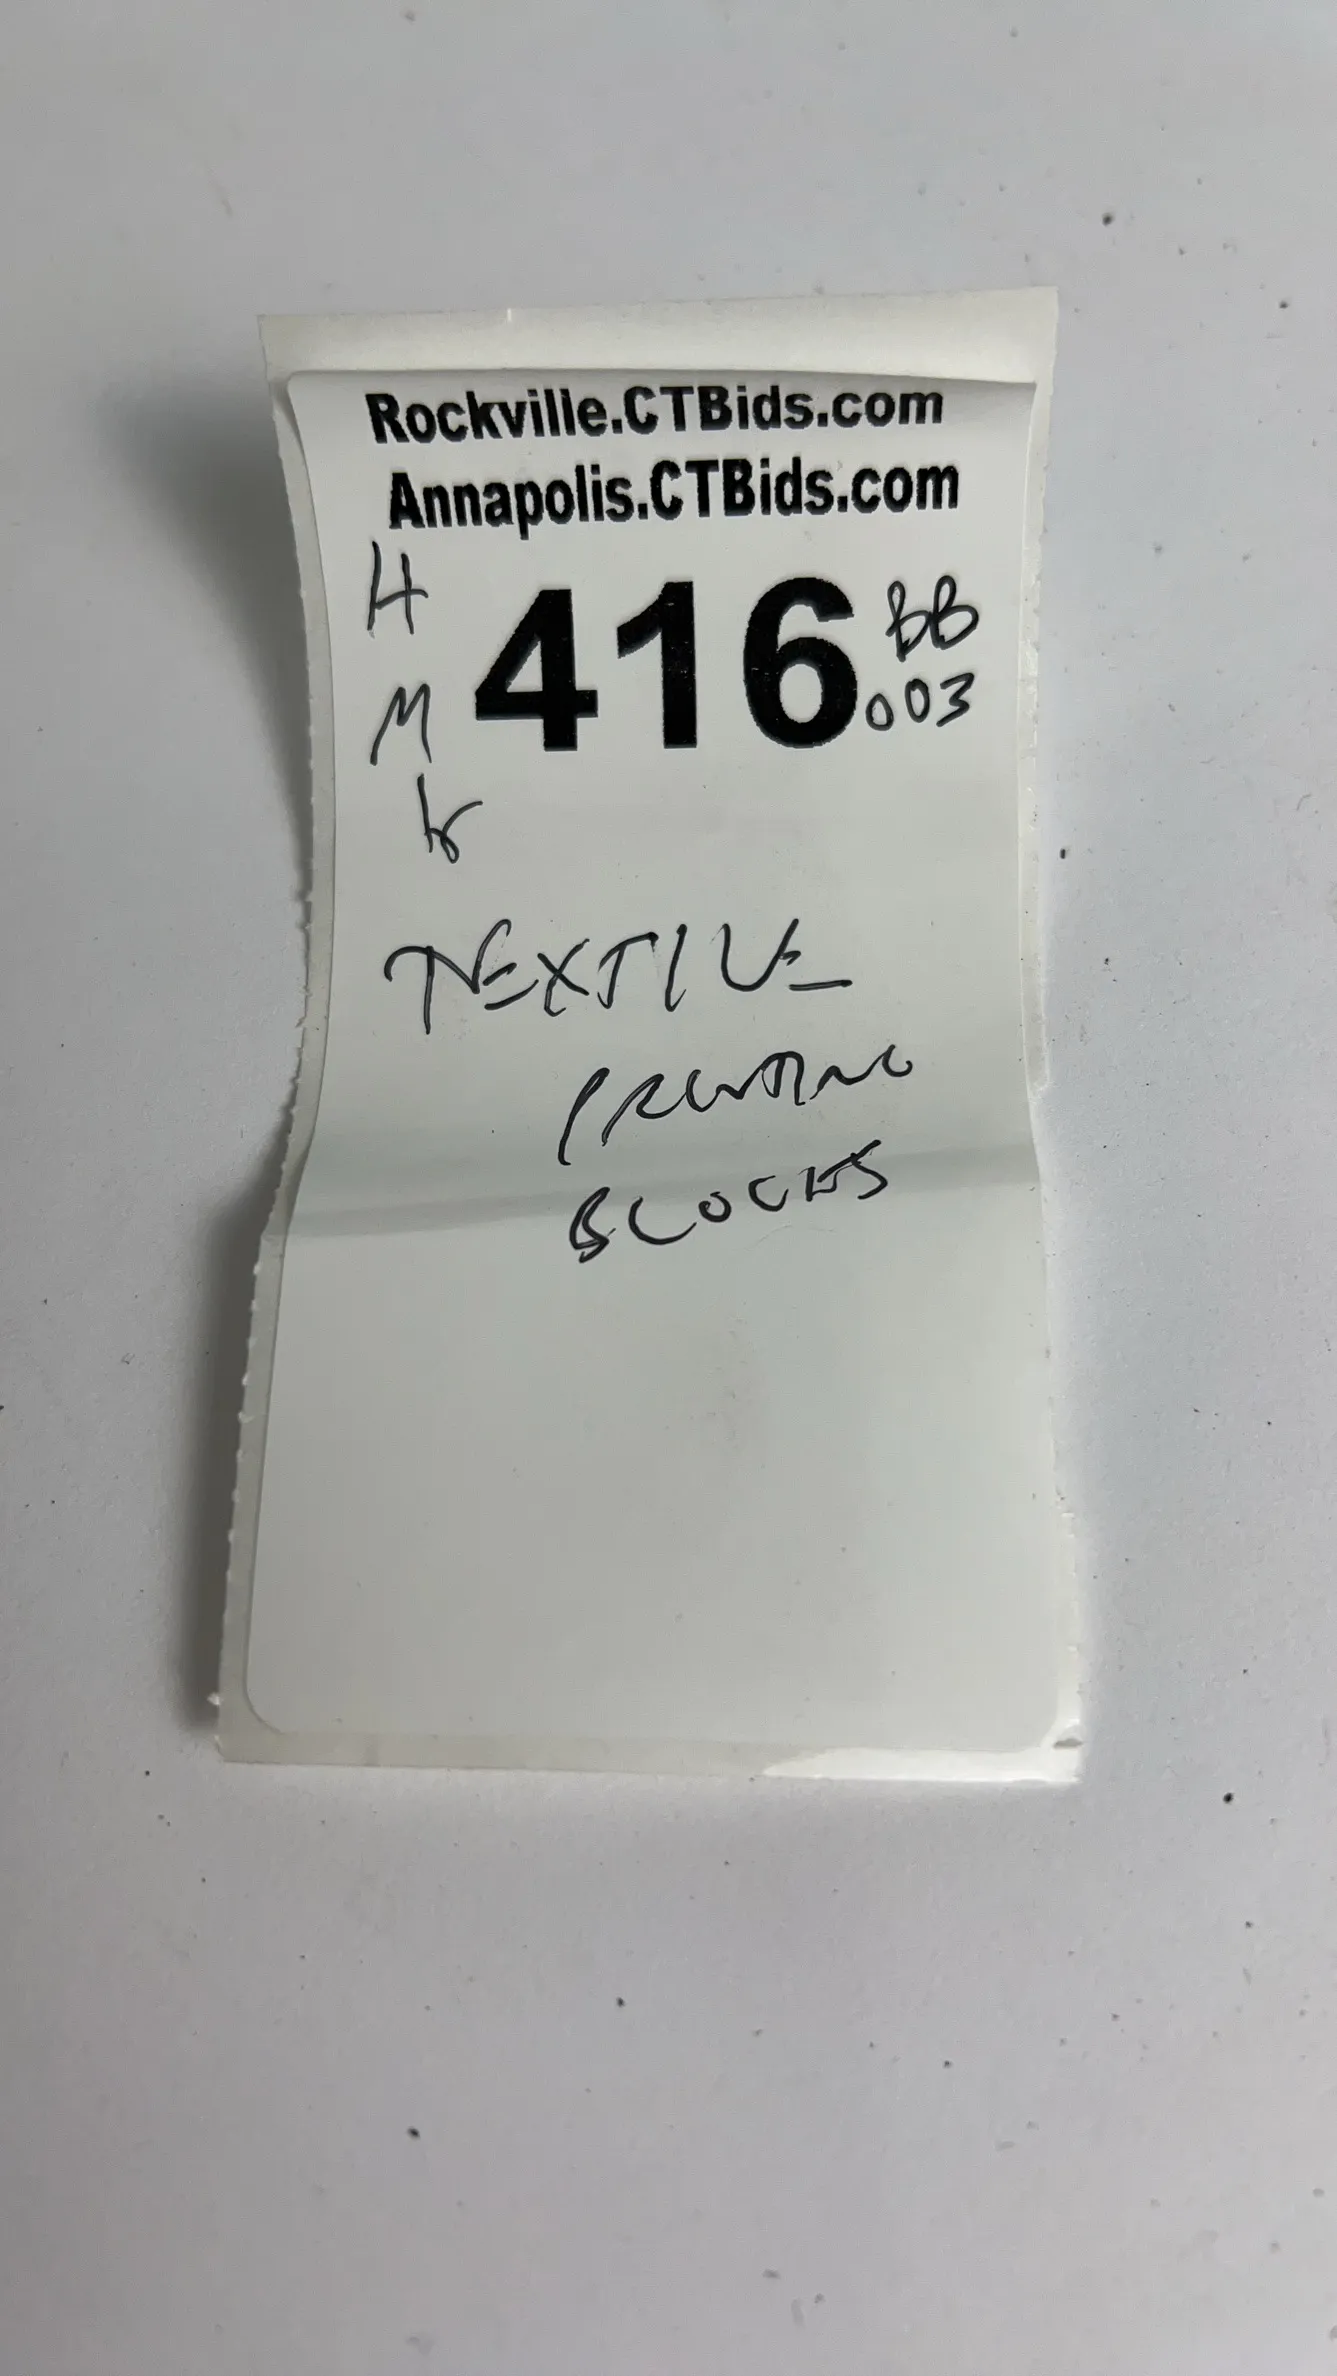 Rockville.CTBids.com
Annapolis.CTBids.com
H
416
BB
003
M
TEXTILE
PRINTING
BLOCKS